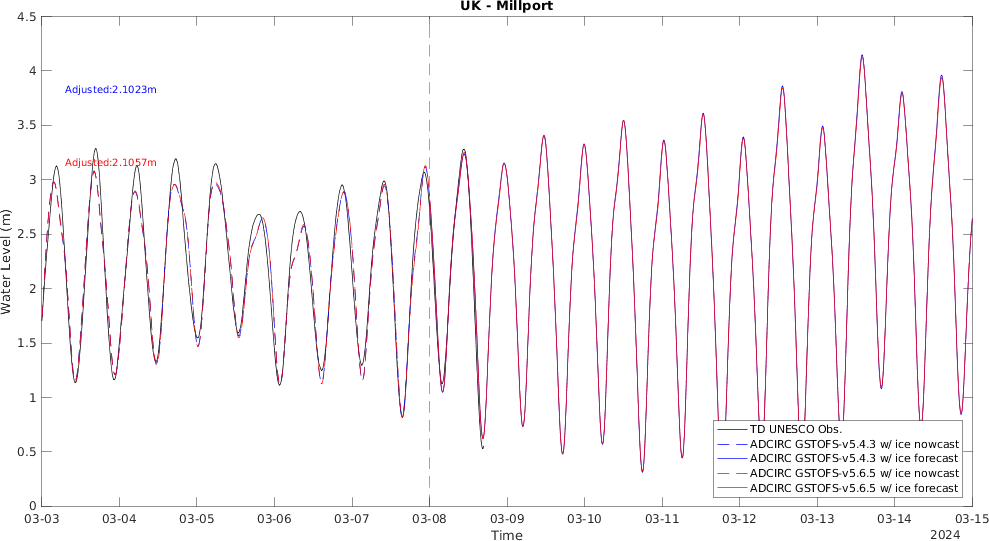 UK - Millport
4.5
4
3.5
3
2.5
2
1.5
1
0.5
0
Water Level (m)
Adjusted:2.1023m
Adjusted:2.1057m
TD UNESCO Obs.
ADCIRC GSTOFS-v5.4.3 w/ ice nowcast
ADCIRC GSTOFS-v5.4.3 w/ ice forecast
ADCIRC GSTOFS-v5.6.5 w/ ice nowcast
ADCIRC GSTOFS-v5.6.5 w/ ice forecast
03-03 03-04 03-05 03-06 03-07 03-08 03-09 03-10 03-11 03-12 03-13 03-14 03-15
Time
2024